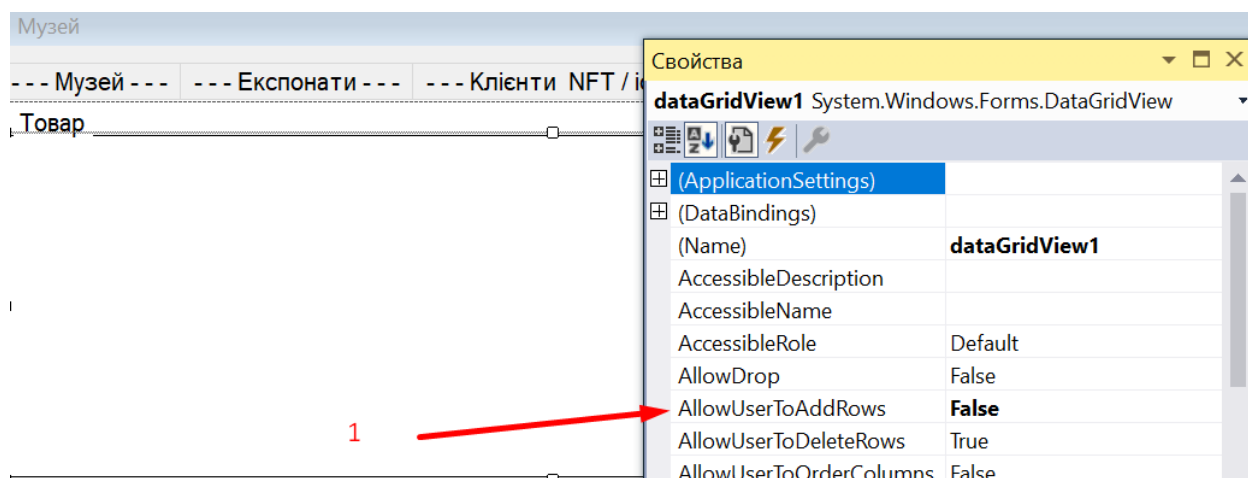 Музей
- - - Музей - - - - - - Експонати - - - - - - Клієнти NFT / і
Товар
1
Свойства
dataGridView1 System.Windows.Forms.DataGridView
(ApplicationSettings)
(DataBindings)
(Name) dataGridView1
AccessibleDescription
AccessibleName
AccessibleRole Default
AllowDrop False
AllowUserToAddRows False
AllowUserToDeleteRows True
AllowUserToOrderColumns False